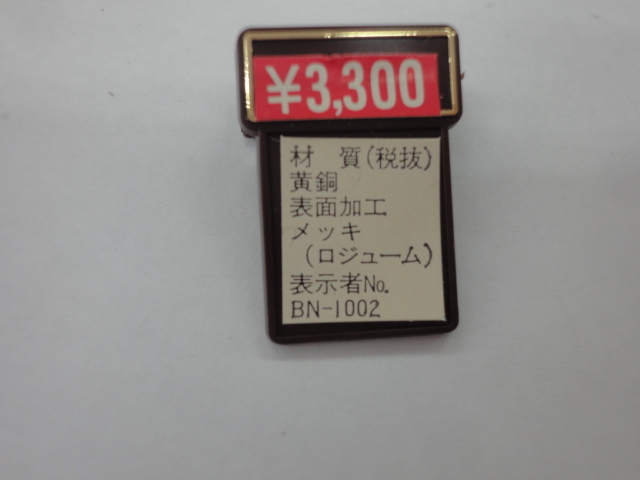 ¥3,300
材　質(税抜)
黄銅
表面加工
メッキ
(ロジューム)
表示者No.
BN-1002